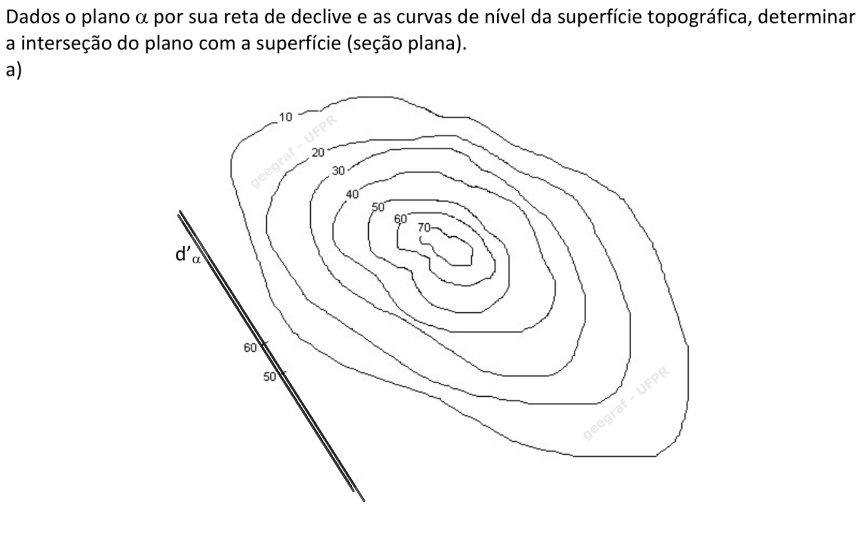 Dados o plano α por sua reta de declive e as curvas de nível da superfície topográfica, determinar
a interseção do plano com a superfície (seção plana).
a)
10
geegraf - UFPR
20
30
40
50
60
70
d'α
60
50
geegraf - UFPR